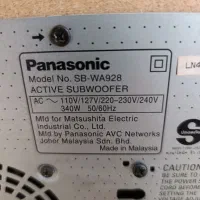 Panasonic
Model No. SB-WA928
ACTIVE SUBWOOFER
AC ~ 110V/127V/220-230V/240V
340W 50/60Hz
Mfd for Matsushita Electric
Industrial Co., Ltd.
Mfd by Panasonic AVC Networks
Johor Malaysia Sdn. Bhd.
Made in Malaysia
LN4